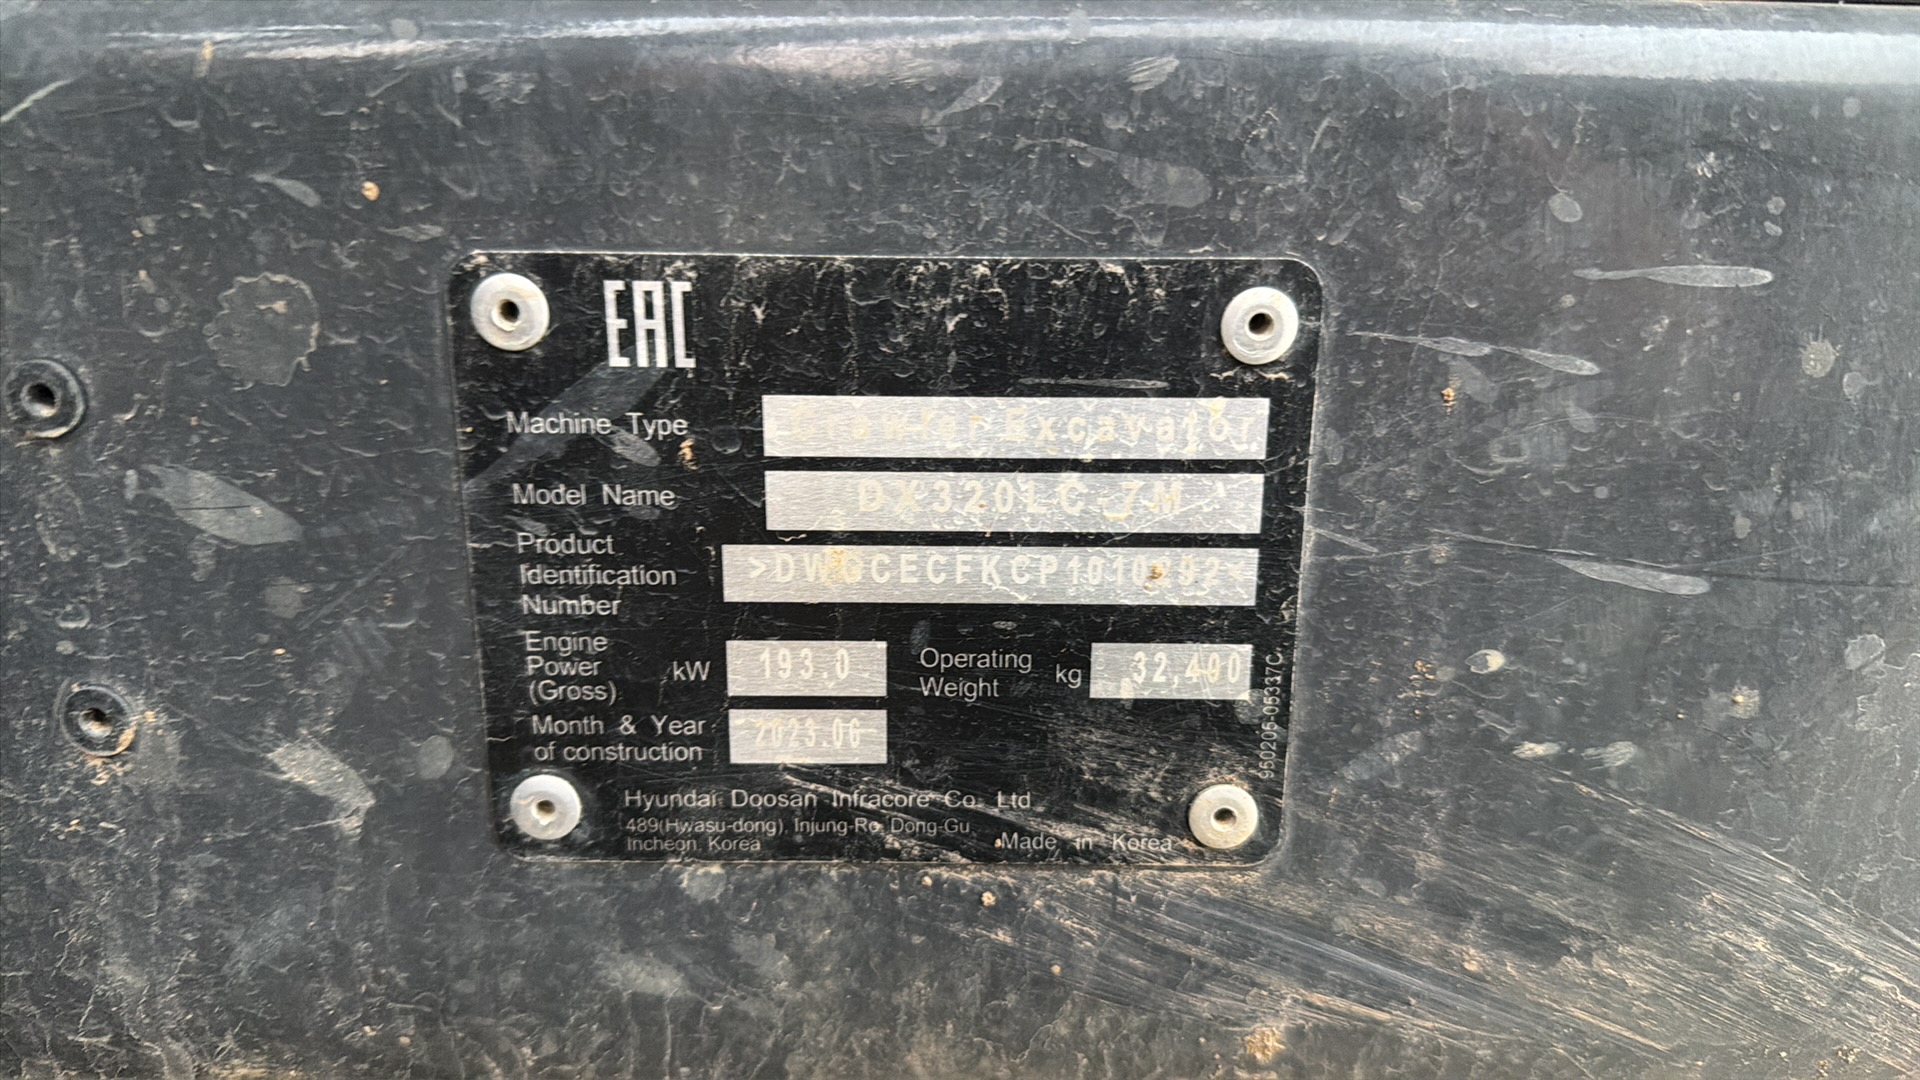 EAC
Machine Type Crawler Excavator
Model Name DX320LC-7M
Product
Identification
Number
Engine
Power
(Gross) kW 193.0
Operating
Weight kg 32,400
Month & Year
of construction 2023.06
Hyundai Doosan Infracore Co. Ltd
489(Hwasu-dong), Injung-Ro, Dong-Gu
Incheon, Korea
Made in Korea
950205-05337C